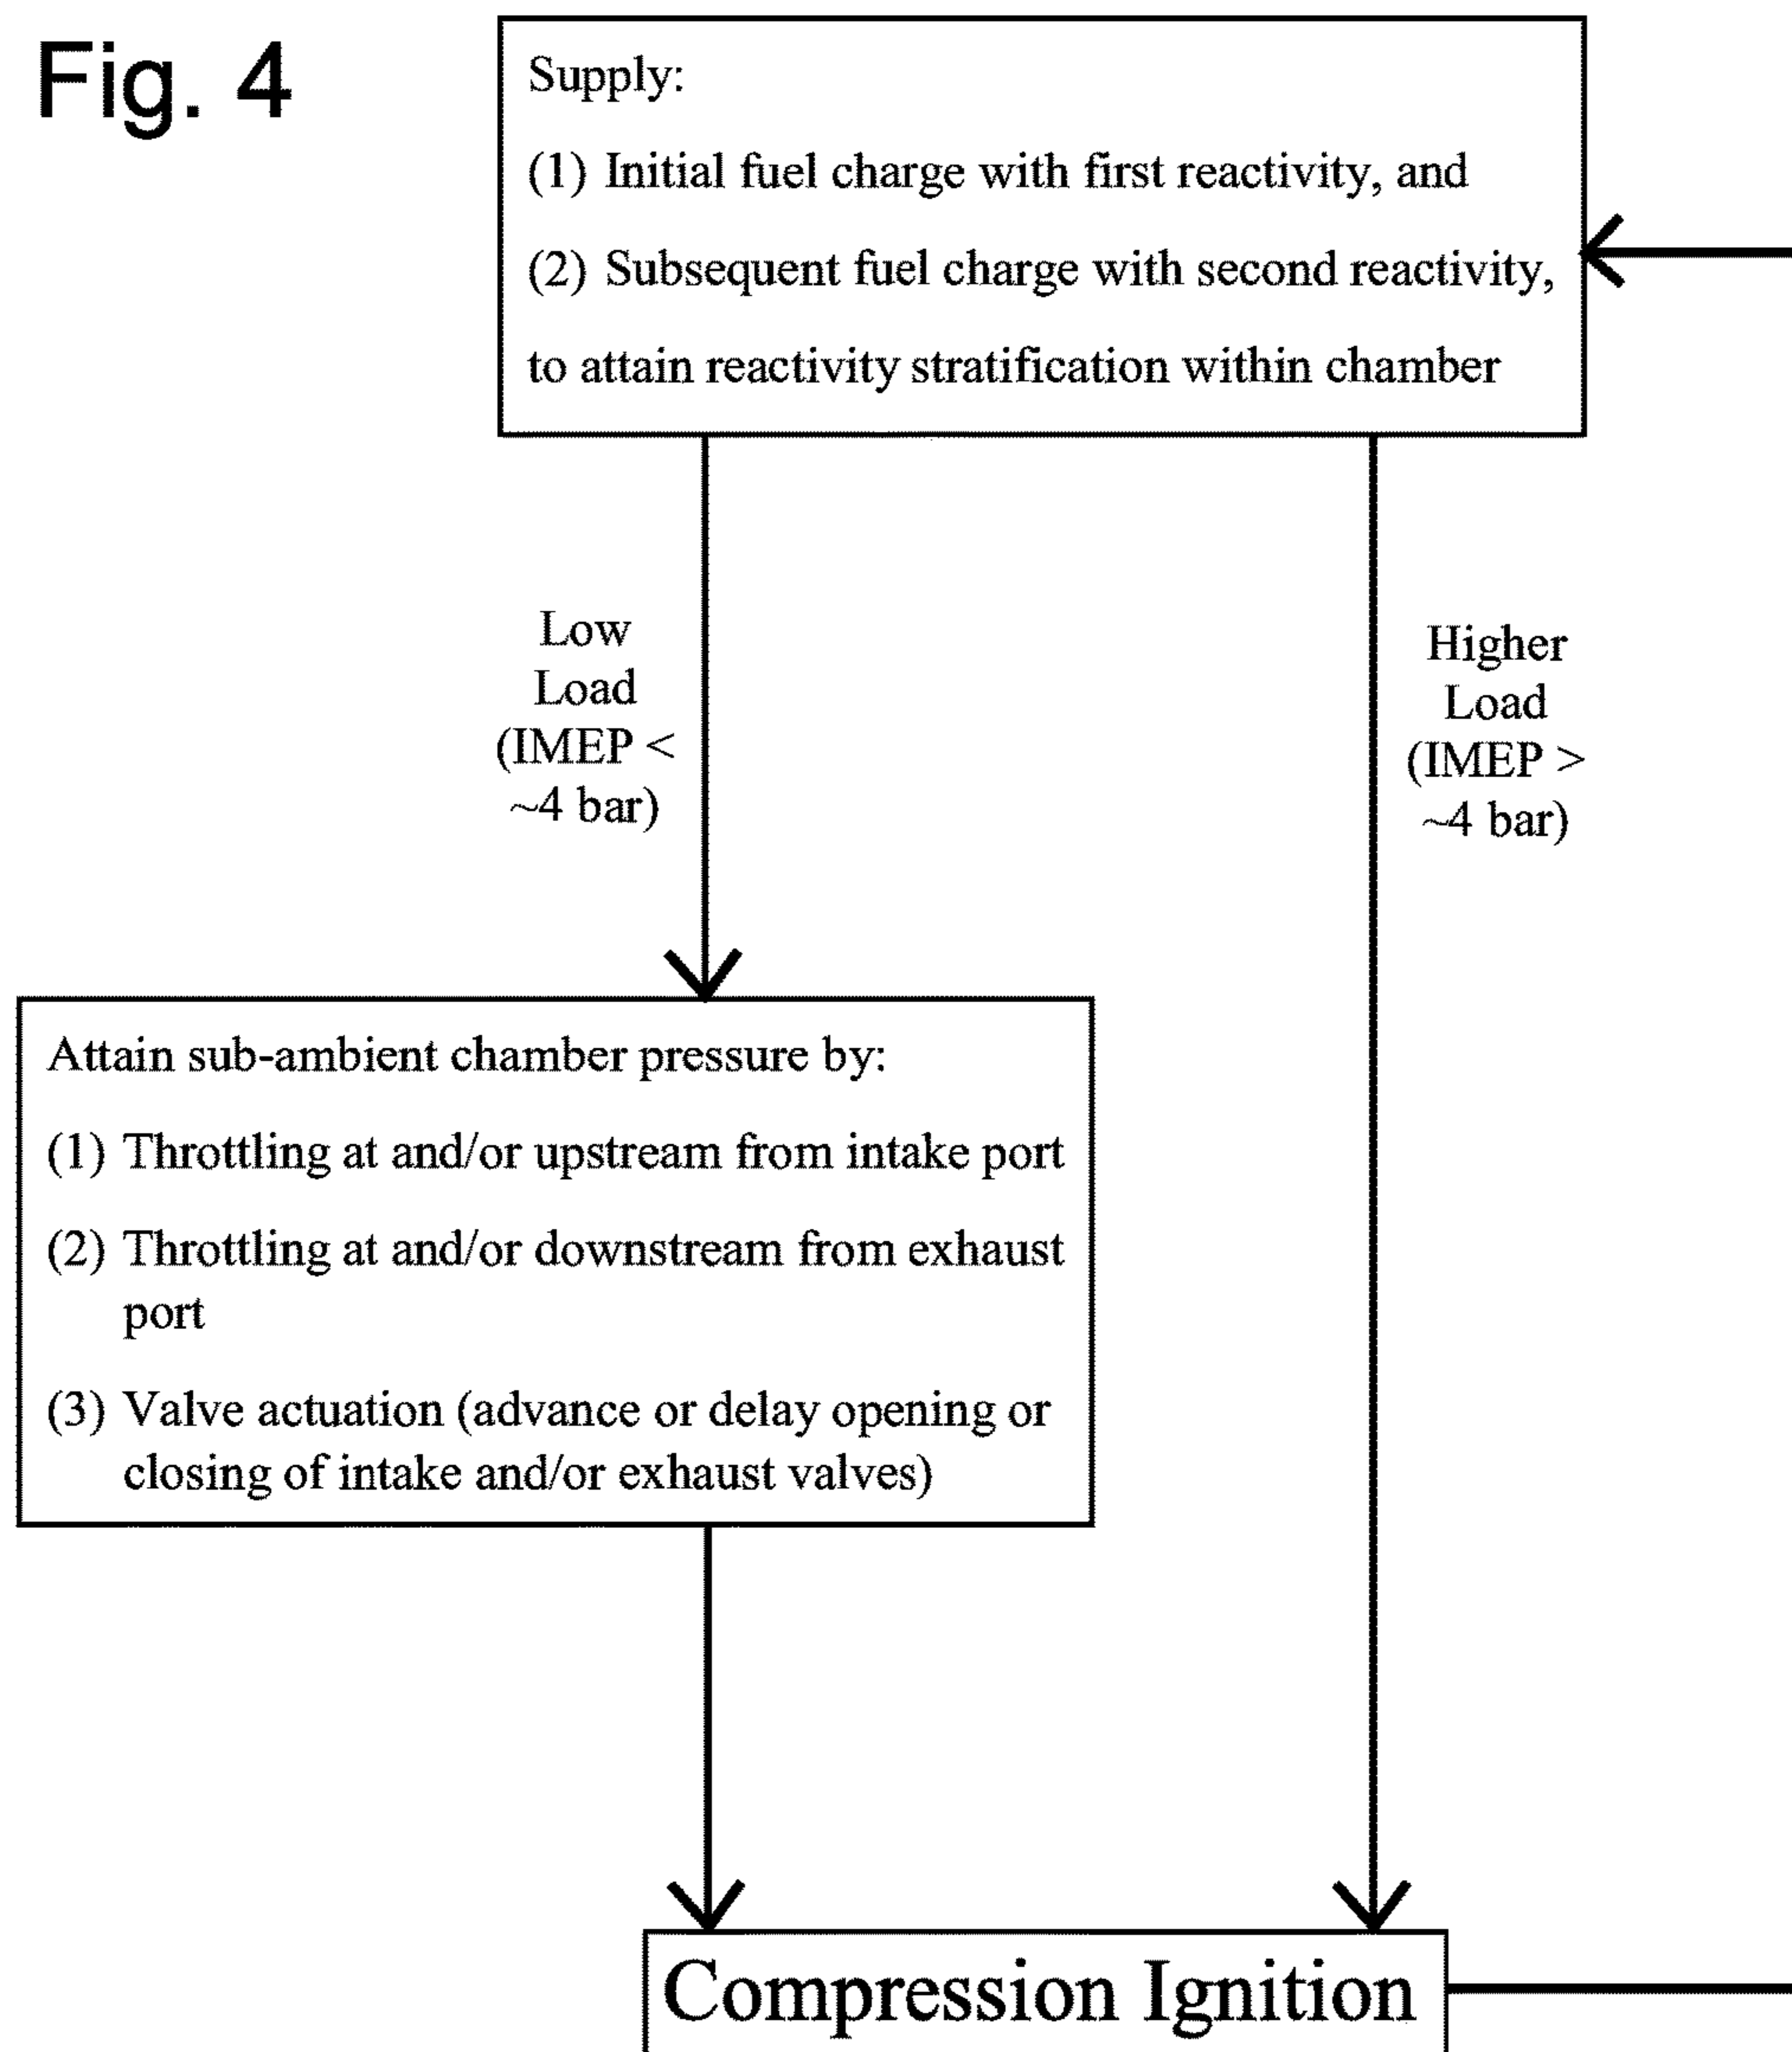 Fig. 4
Supply:
(1) Initial fuel charge with first reactivity, and
(2) Subsequent fuel charge with second reactivity,
to attain reactivity stratification within chamber
Low
Load
(IMEP <
~4 bar)
Higher
Load
(IMEP >
~4 bar)
Attain sub-ambient chamber pressure by:
(1) Throttling at and/or upstream from intake port
(2) Throttling at and/or downstream from exhaust
port
(3) Valve actuation (advance or delay opening or
closing of intake and/or exhaust valves)
Compression Ignition